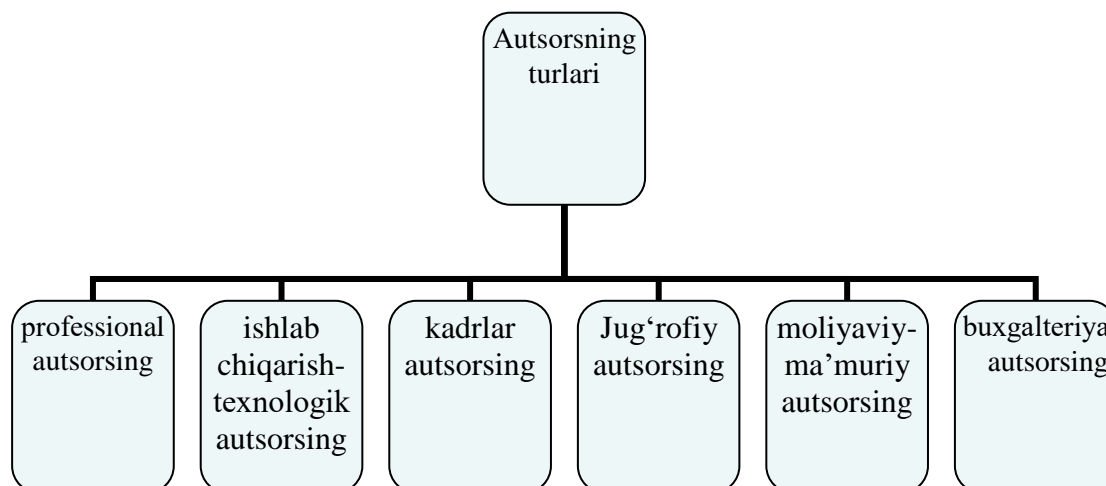 Autsorsning
turlari
professional
autsorsing
ishlab
chiqarish-
texnologik
autsorsing
kadrlar
autsorsing
Jug‘rofiy
autsorsing
moliyaviy-
ma’muriy
autsorsing
buxgalteriya
autsorsing